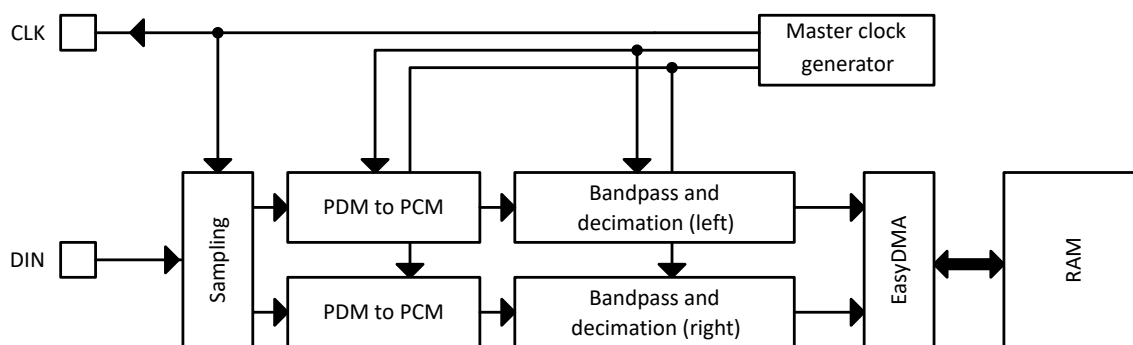 CLK
Master clock
generator
PDM to PCM
Bandpass and
decimation (left)
DIN
Sampling
EasyDMA
RAM
PDM to PCM
Bandpass and
decimation (right)